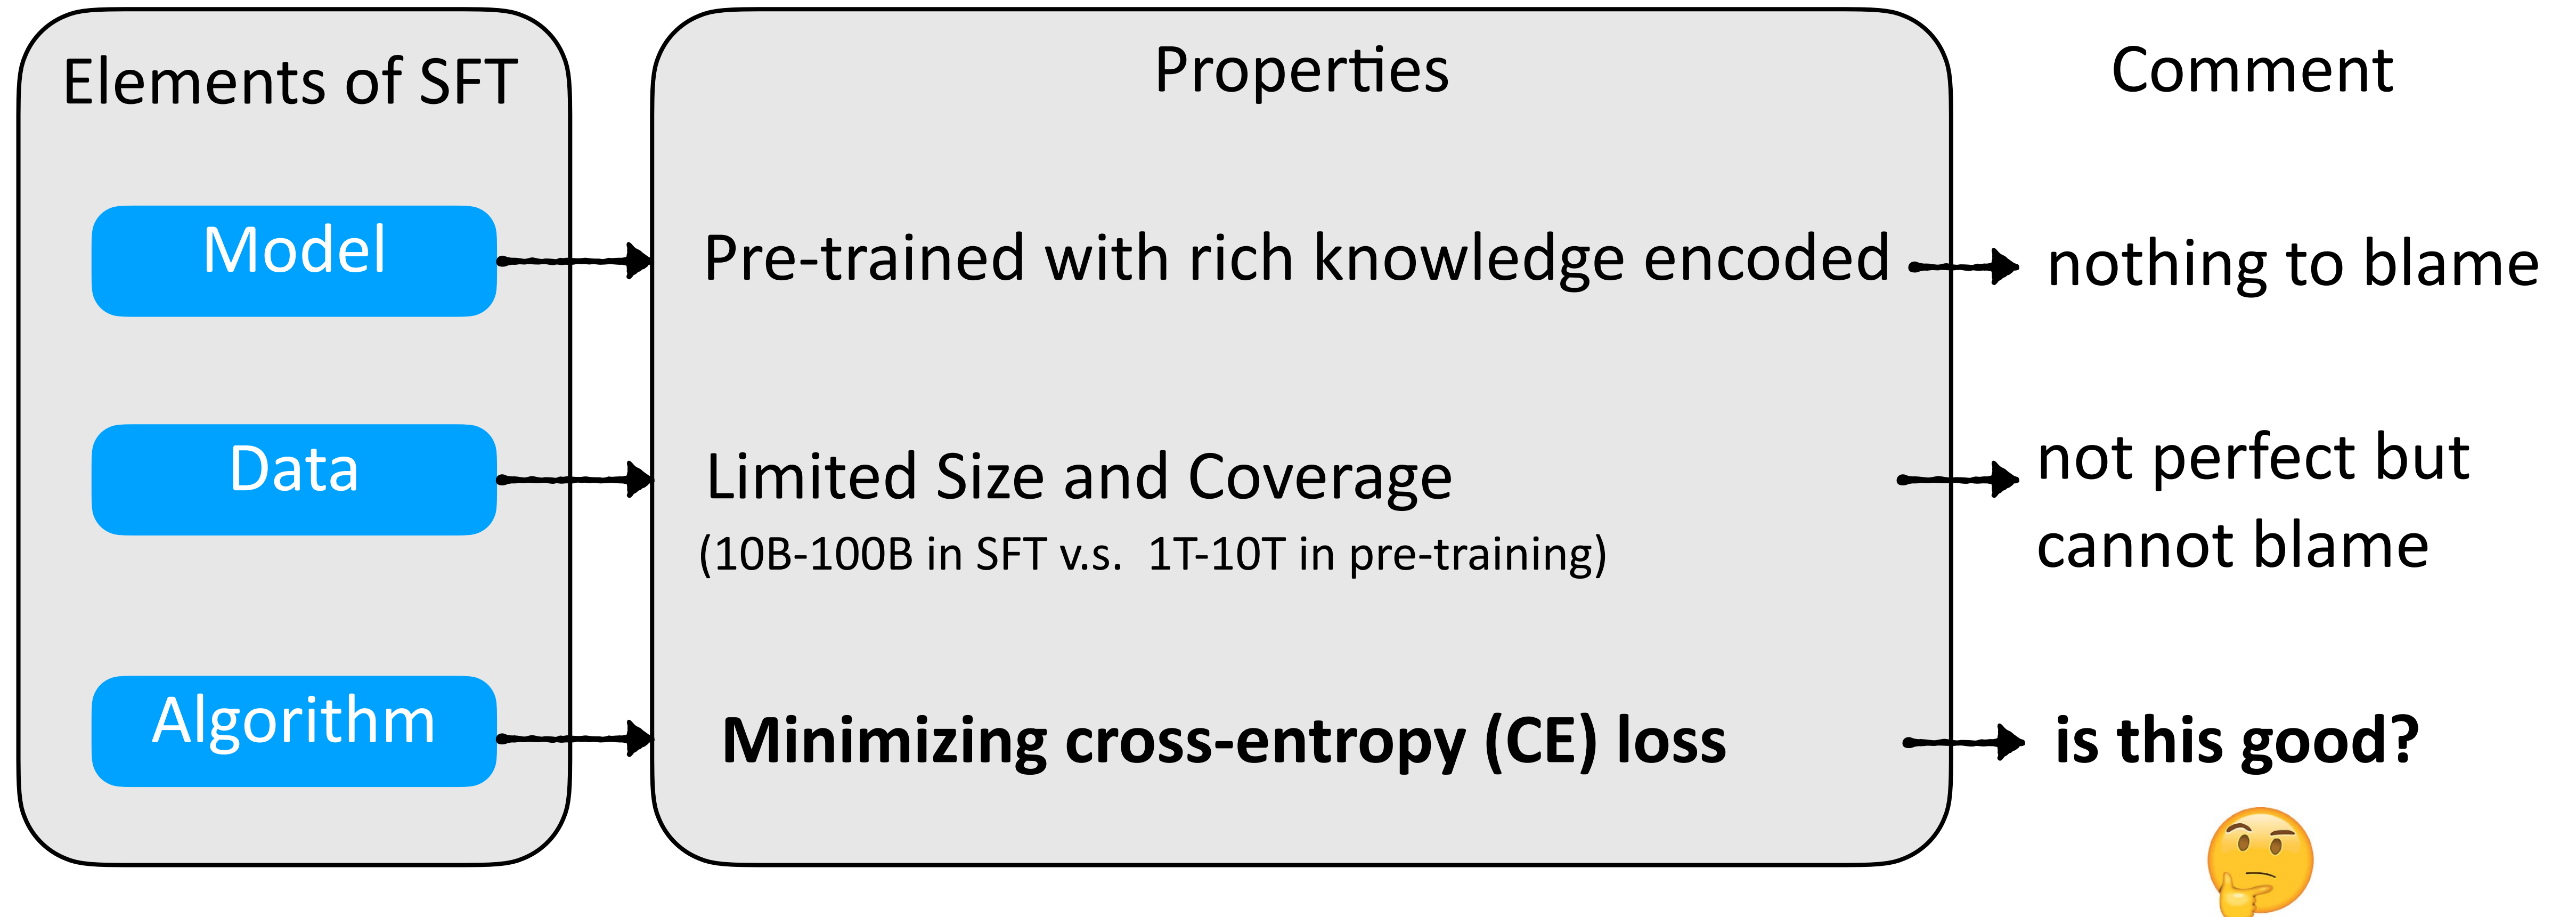 Elements of SFT
Properties
Comment
Model
Pre-trained with rich knowledge encoded
nothing to blame
Data
Limited Size and Coverage
(10B-100B in SFT v.s. 1T-10T in pre-training)
not perfect but
cannot blame
Algorithm
Minimizing cross-entropy (CE) loss
is this good?